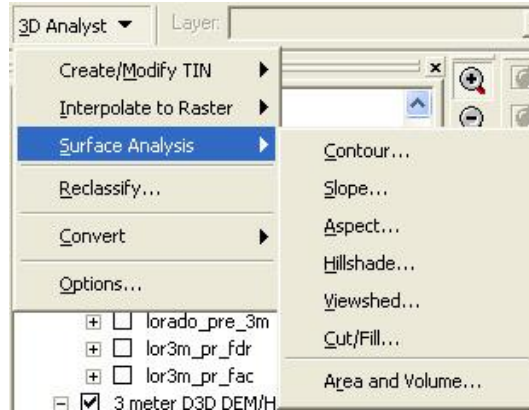 3D Analyst
Layer:
Create/Modify TIN
Interpolate to Raster
Surface Analysis
Reclassify...
Convert
Options...
Contour...
Slope...
Aspect...
Hillshade...
Viewshed...
Cut/Fill...
Area and Volume...
lorado_pre_3m
lor3m_pr_fdr
lor3m_pr_fac
3 meter D3D DEM/H